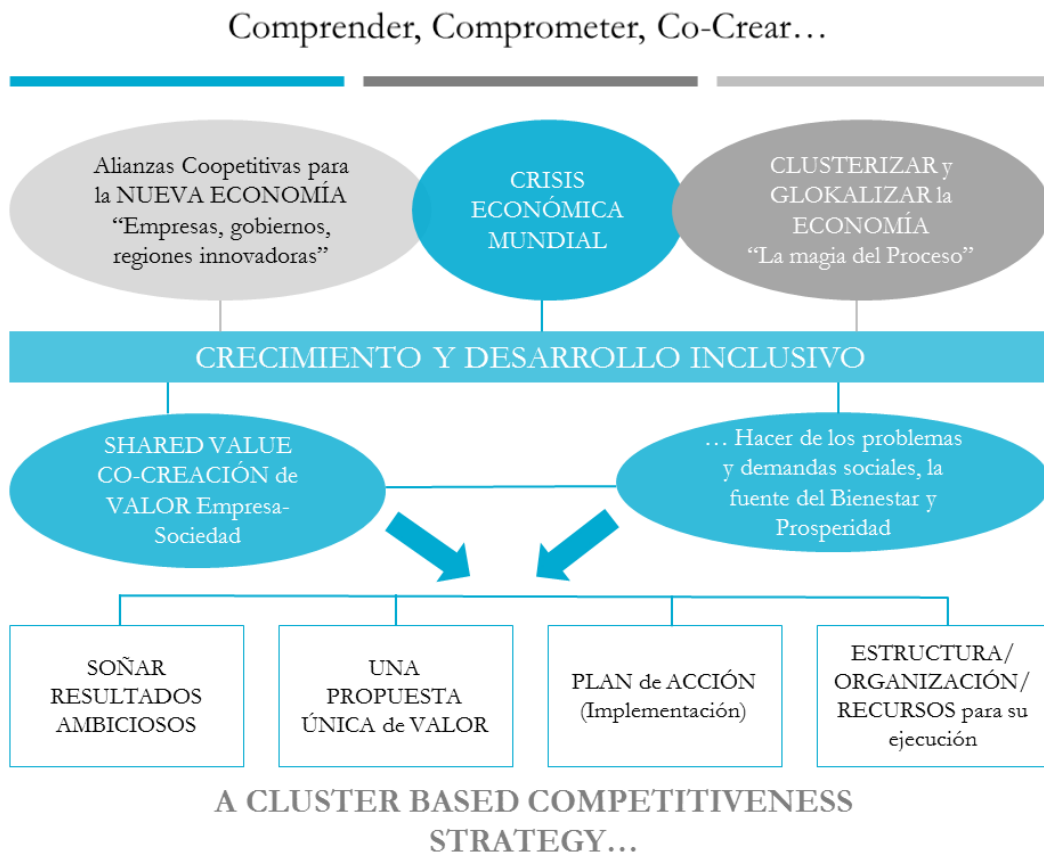 Comprender, Comprometer, Co-Crear…
Alianzas Coopetitivas para
la NUEVA ECONOMÍA
“Empresas, gobiernos,
regiones innovadoras”
CRISIS
ECONÓMICA
MUNDIAL
CLUSTERIZAR y
GLOKALIZAR la
ECONOMÍA
“La magia del Proceso”
CRECIMIENTO Y DESARROLLO INCLUSIVO
SHARED VALUE
CO-CREACIÓN de
VALOR Empresa-
Sociedad
… Hacer de los problemas
y demandas sociales, la
fuente del Bienestar y
Prosperidad
SOÑAR
RESULTADOS
AMBICIOSOS
UNA
PROPUESTA
ÚNICA de VALOR
PLAN de ACCIÓN
(Implementación)
ESTRUCTURA/
ORGANIZACIÓN/
RECURSOS para su
ejecución
A CLUSTER BASED COMPETITIVENESS
STRATEGY…